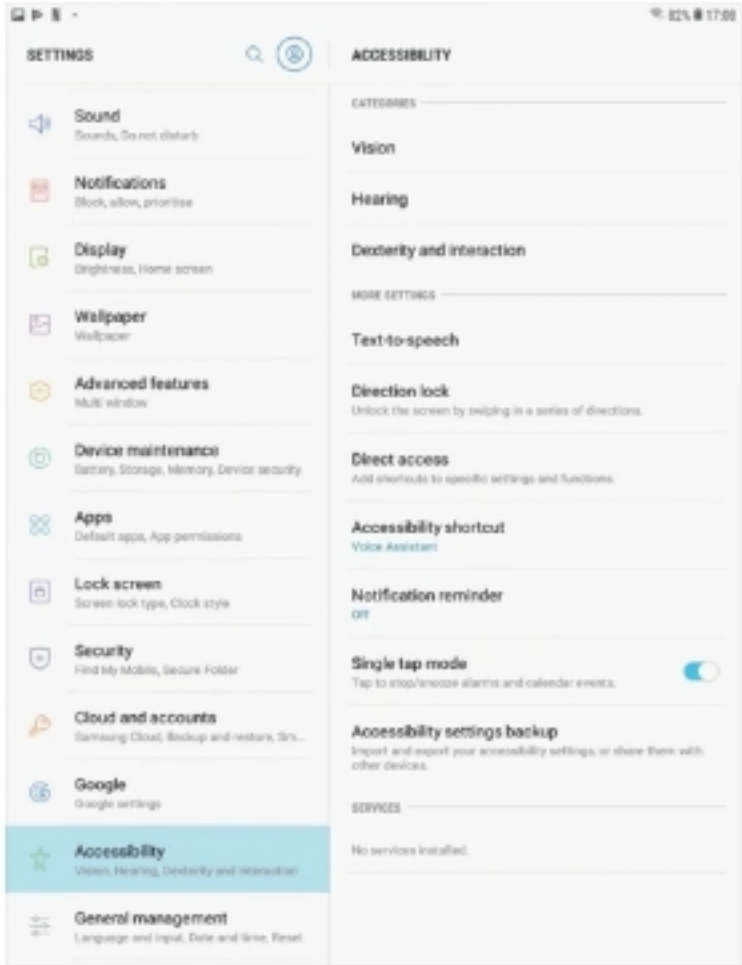 82% 17:08
SETTINGS
Sound
Sounds, Do not disturb
Notifications
Block, allow, prioritise
Display
Brightness, Home screen
Wallpaper
Wallpaper
Advanced features
Multi window
Device maintenance
Battery, Storage, Memory, Device security
Apps
Default apps, App permissions
Lock screen
Screen lock type, Clock style
Security
Find My Mobile, Secure Folder
Cloud and accounts
Samsung Cloud, Backup and restore, Sm...
Google
Google settings
Accessibility
Vision, Hearing, Dexterity and interaction
General management
Language and input, Date and time, Reset
ACCESSIBILITY
CATEGORIES
Vision
Hearing
Dexterity and interaction
MORE SETTINGS
Text-to-speech
Direction lock
Unlock the screen by swiping in a series of directions.
Direct access
Add shortcuts to specific settings and functions.
Accessibility shortcut
Voice Assistant
Notification reminder
Off
Single tap mode
Tap to stop/snooze alarms and calendar events.
Accessibility settings backup
Import and export your accessibility settings, or share them with
other devices.
SERVICES
No services installed.